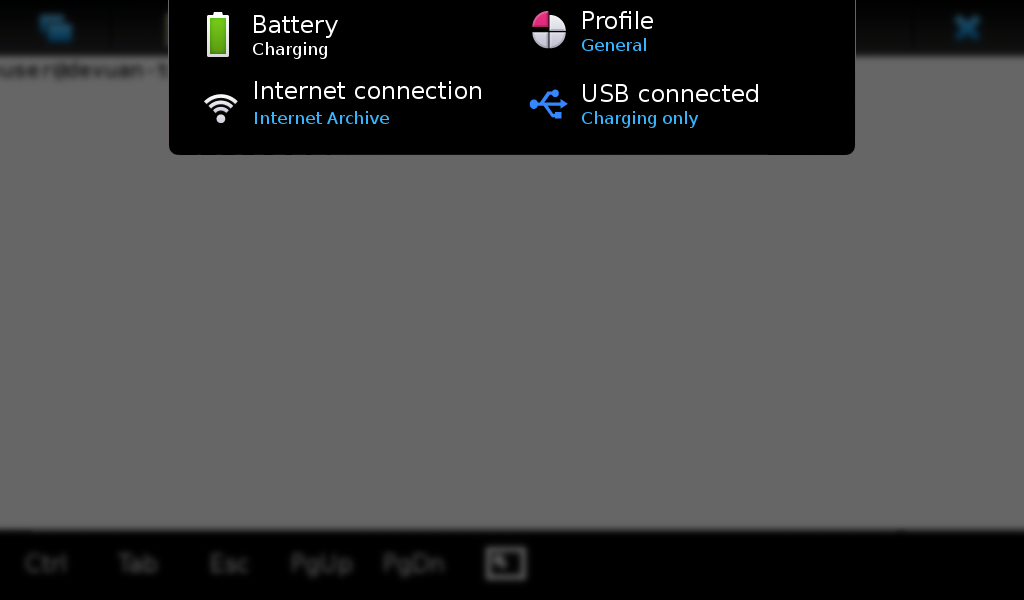 Battery
Charging
Profile
General
Internet connection
Internet Archive
USB connected
Charging only
user@devuan-t
Ctrl Tab Esc PgUp PgDn